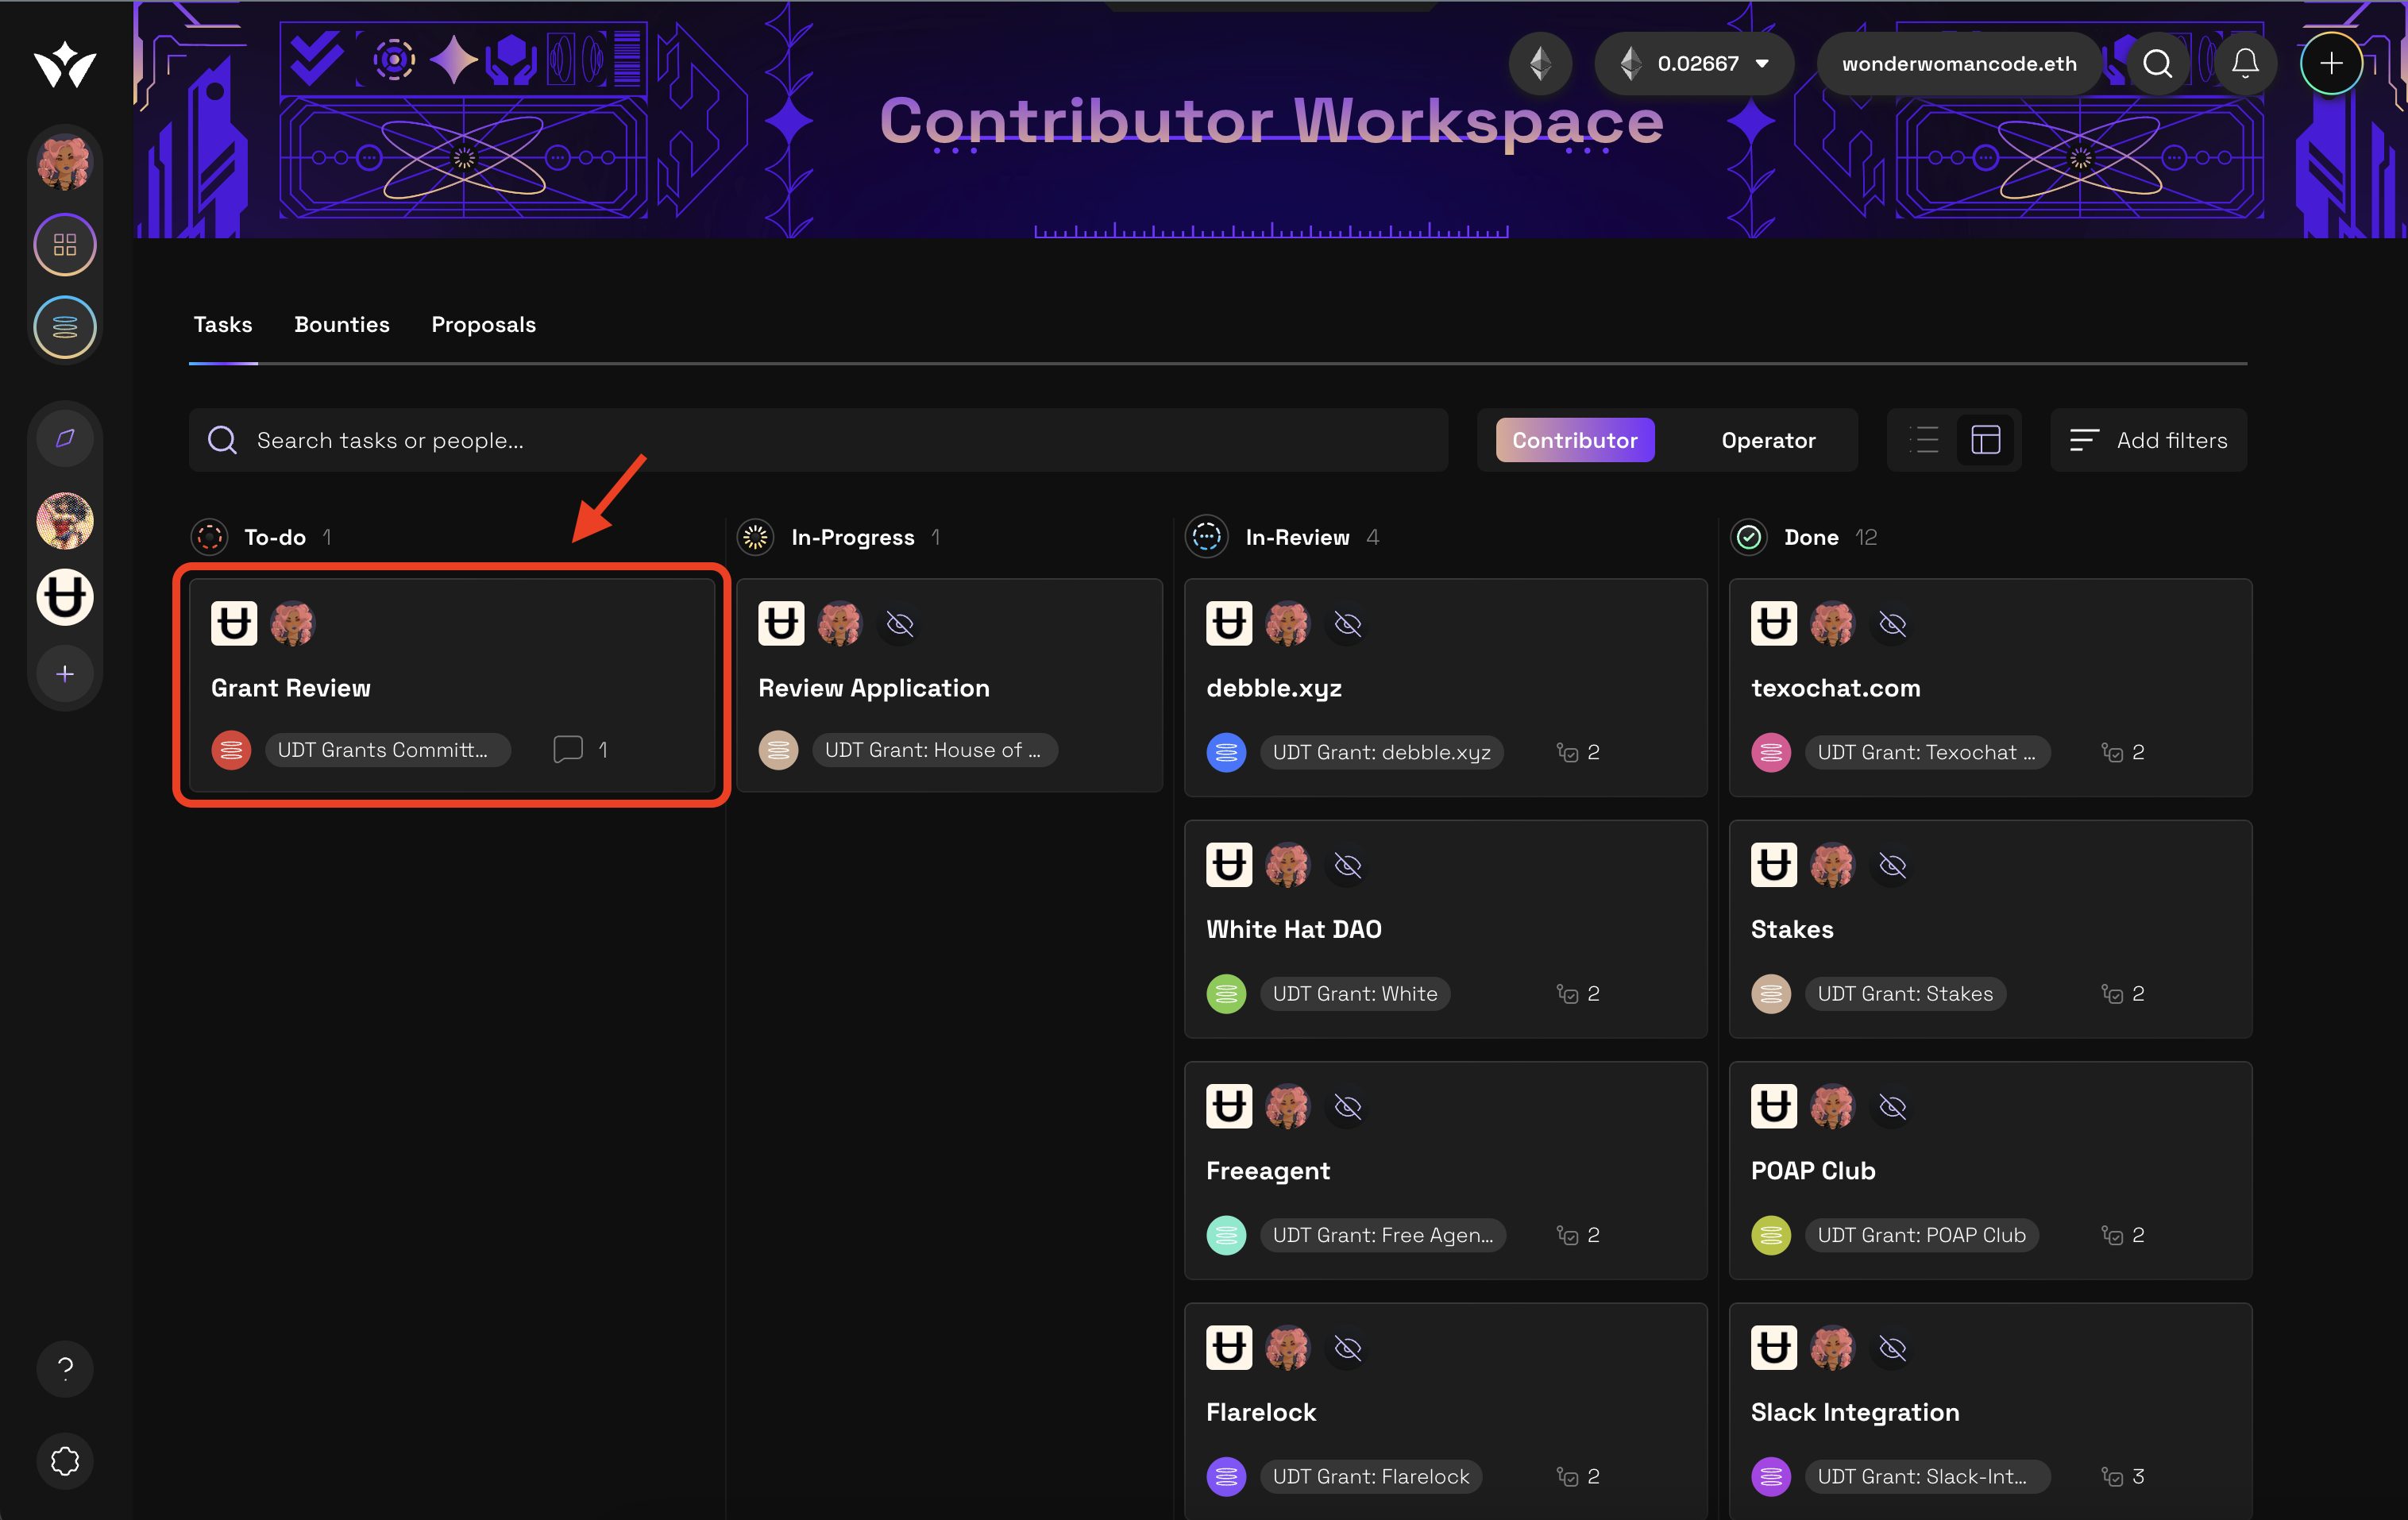 0.02667
wonderwomancode.eth
Contributor Workspace
Tasks
Bounties
Proposals
Search tasks or people...
Contributor
Operator
Add filters
To-do 1
Grant Review
UDT Grants Committ...
1
In-Progress 1
Review Application
UDT Grant: House of ...
In-Review 4
debble.xyz
UDT Grant: debble.xyz
2
White Hat DAO
UDT Grant: White
2
Freeagent
UDT Grant: Free Agen...
2
Flarelock
UDT Grant: Flarelock
2
Done 12
texochat.com
UDT Grant: Texochat ...
2
Stakes
UDT Grant: Stakes
2
POAP Club
UDT Grant: POAP Club
2
Slack Integration
UDT Grant: Slack-Int...
3